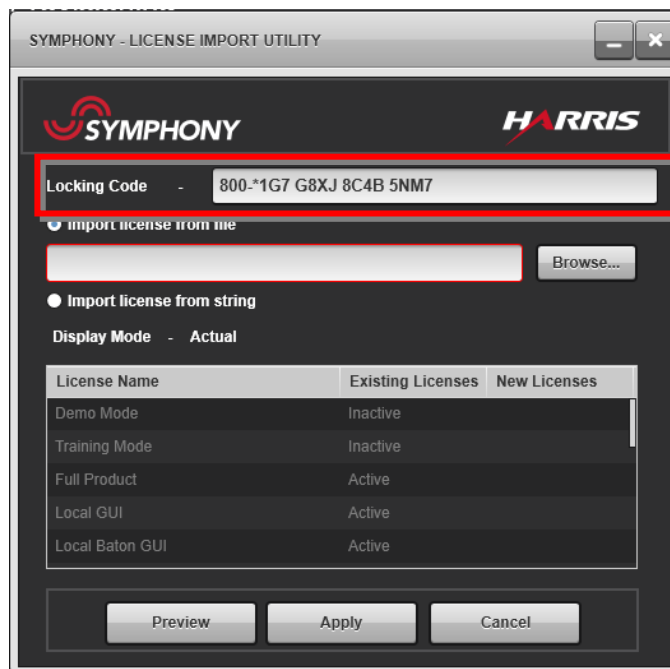 SYMPHONY - LICENSE IMPORT UTILITY
SYMPHONY HARRIS
Locking Code - 800-*1G7 G8XJ 8C4B 5NM7
Import license from file
Browse...
Import license from string
Display Mode - Actual
License Name Existing Licenses New Licenses
Demo Mode Inactive
Training Mode Inactive
Full Product Active
Local GUI Active
Local Baton GUI Active
Preview Apply Cancel